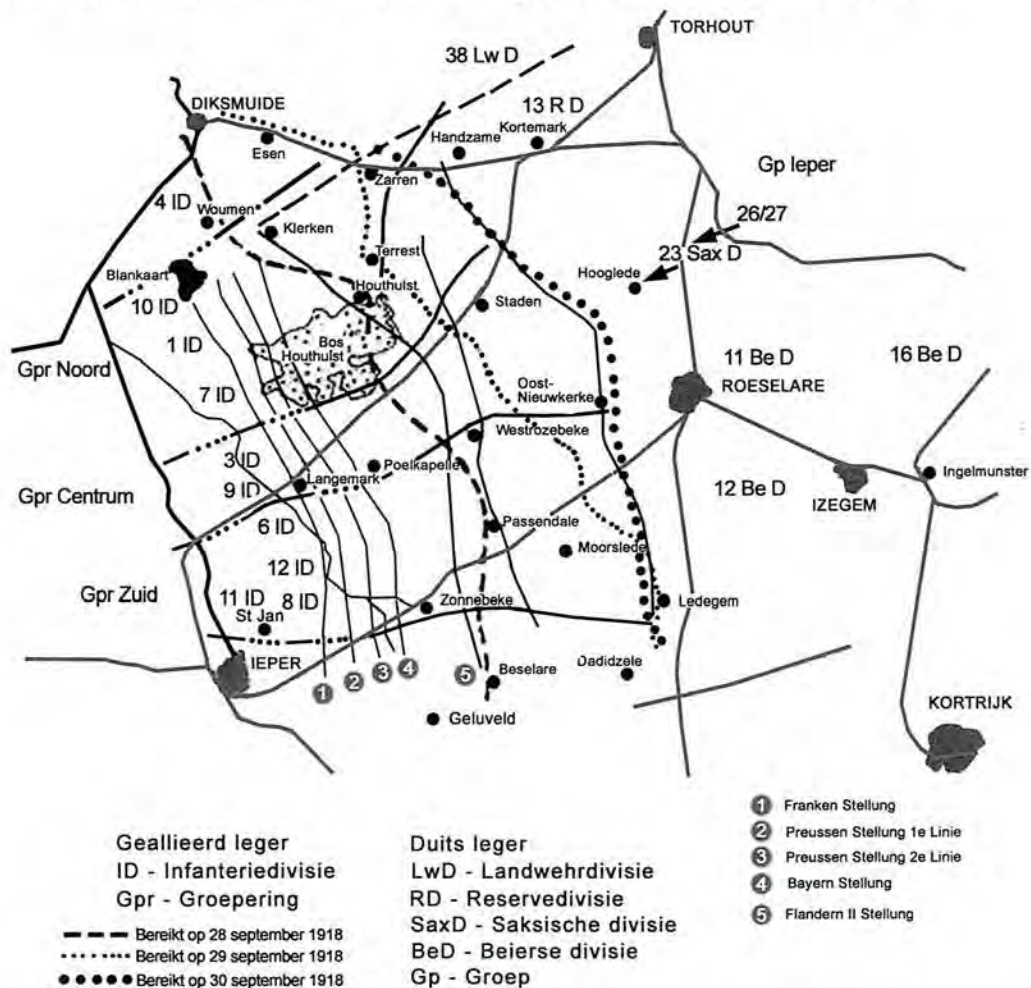 TORHOUT
38 Lw D
DIKSMUIDE
13 R D
Kortemark
Handzame
Esen
Zarren
Gp Ieper
4 ID
Woumen
26/27
Klerken
23 Sax D
Terrest
Blankaart
Hooglede
Houthulst
10 ID
Staden
Bos
Houthulst
1 ID
11 Be D
16 Be D
Gpr Noord
ROESELARE
7 ID
Oost-
Nieuwkerke
Westrozebeke
3 ID
Poelkapelle
Ingelmunster
Langemark
9 ID
12 Be D
Gpr Centrum
IZEGEM
6 ID
Passendale
Moorslede
12 ID
Gpr Zuid
11 ID
8 ID
Zonnebeke
Ledegem
St Jan
IEPER
Dadidzele
Beselare
1
2
3
4
5
KORTRIJK
Geluveld
Geallieerd leger
ID - Infanteriedivisie
Gpr - Groepering
Bereikt op 28 september 1918
Bereikt op 29 september 1918
Bereikt op 30 september 1918
Duits leger
LwD - Landwehrdivisie
RD - Reservedivisie
SaxD - Saksische divisie
BeD - Beierse divisie
Gp - Groep
1 Franken Stellung
2 Preussen Stellung 1e Linie
3 Preussen Stellung 2e Linie
4 Bayern Stellung
5 Flandern II Stellung